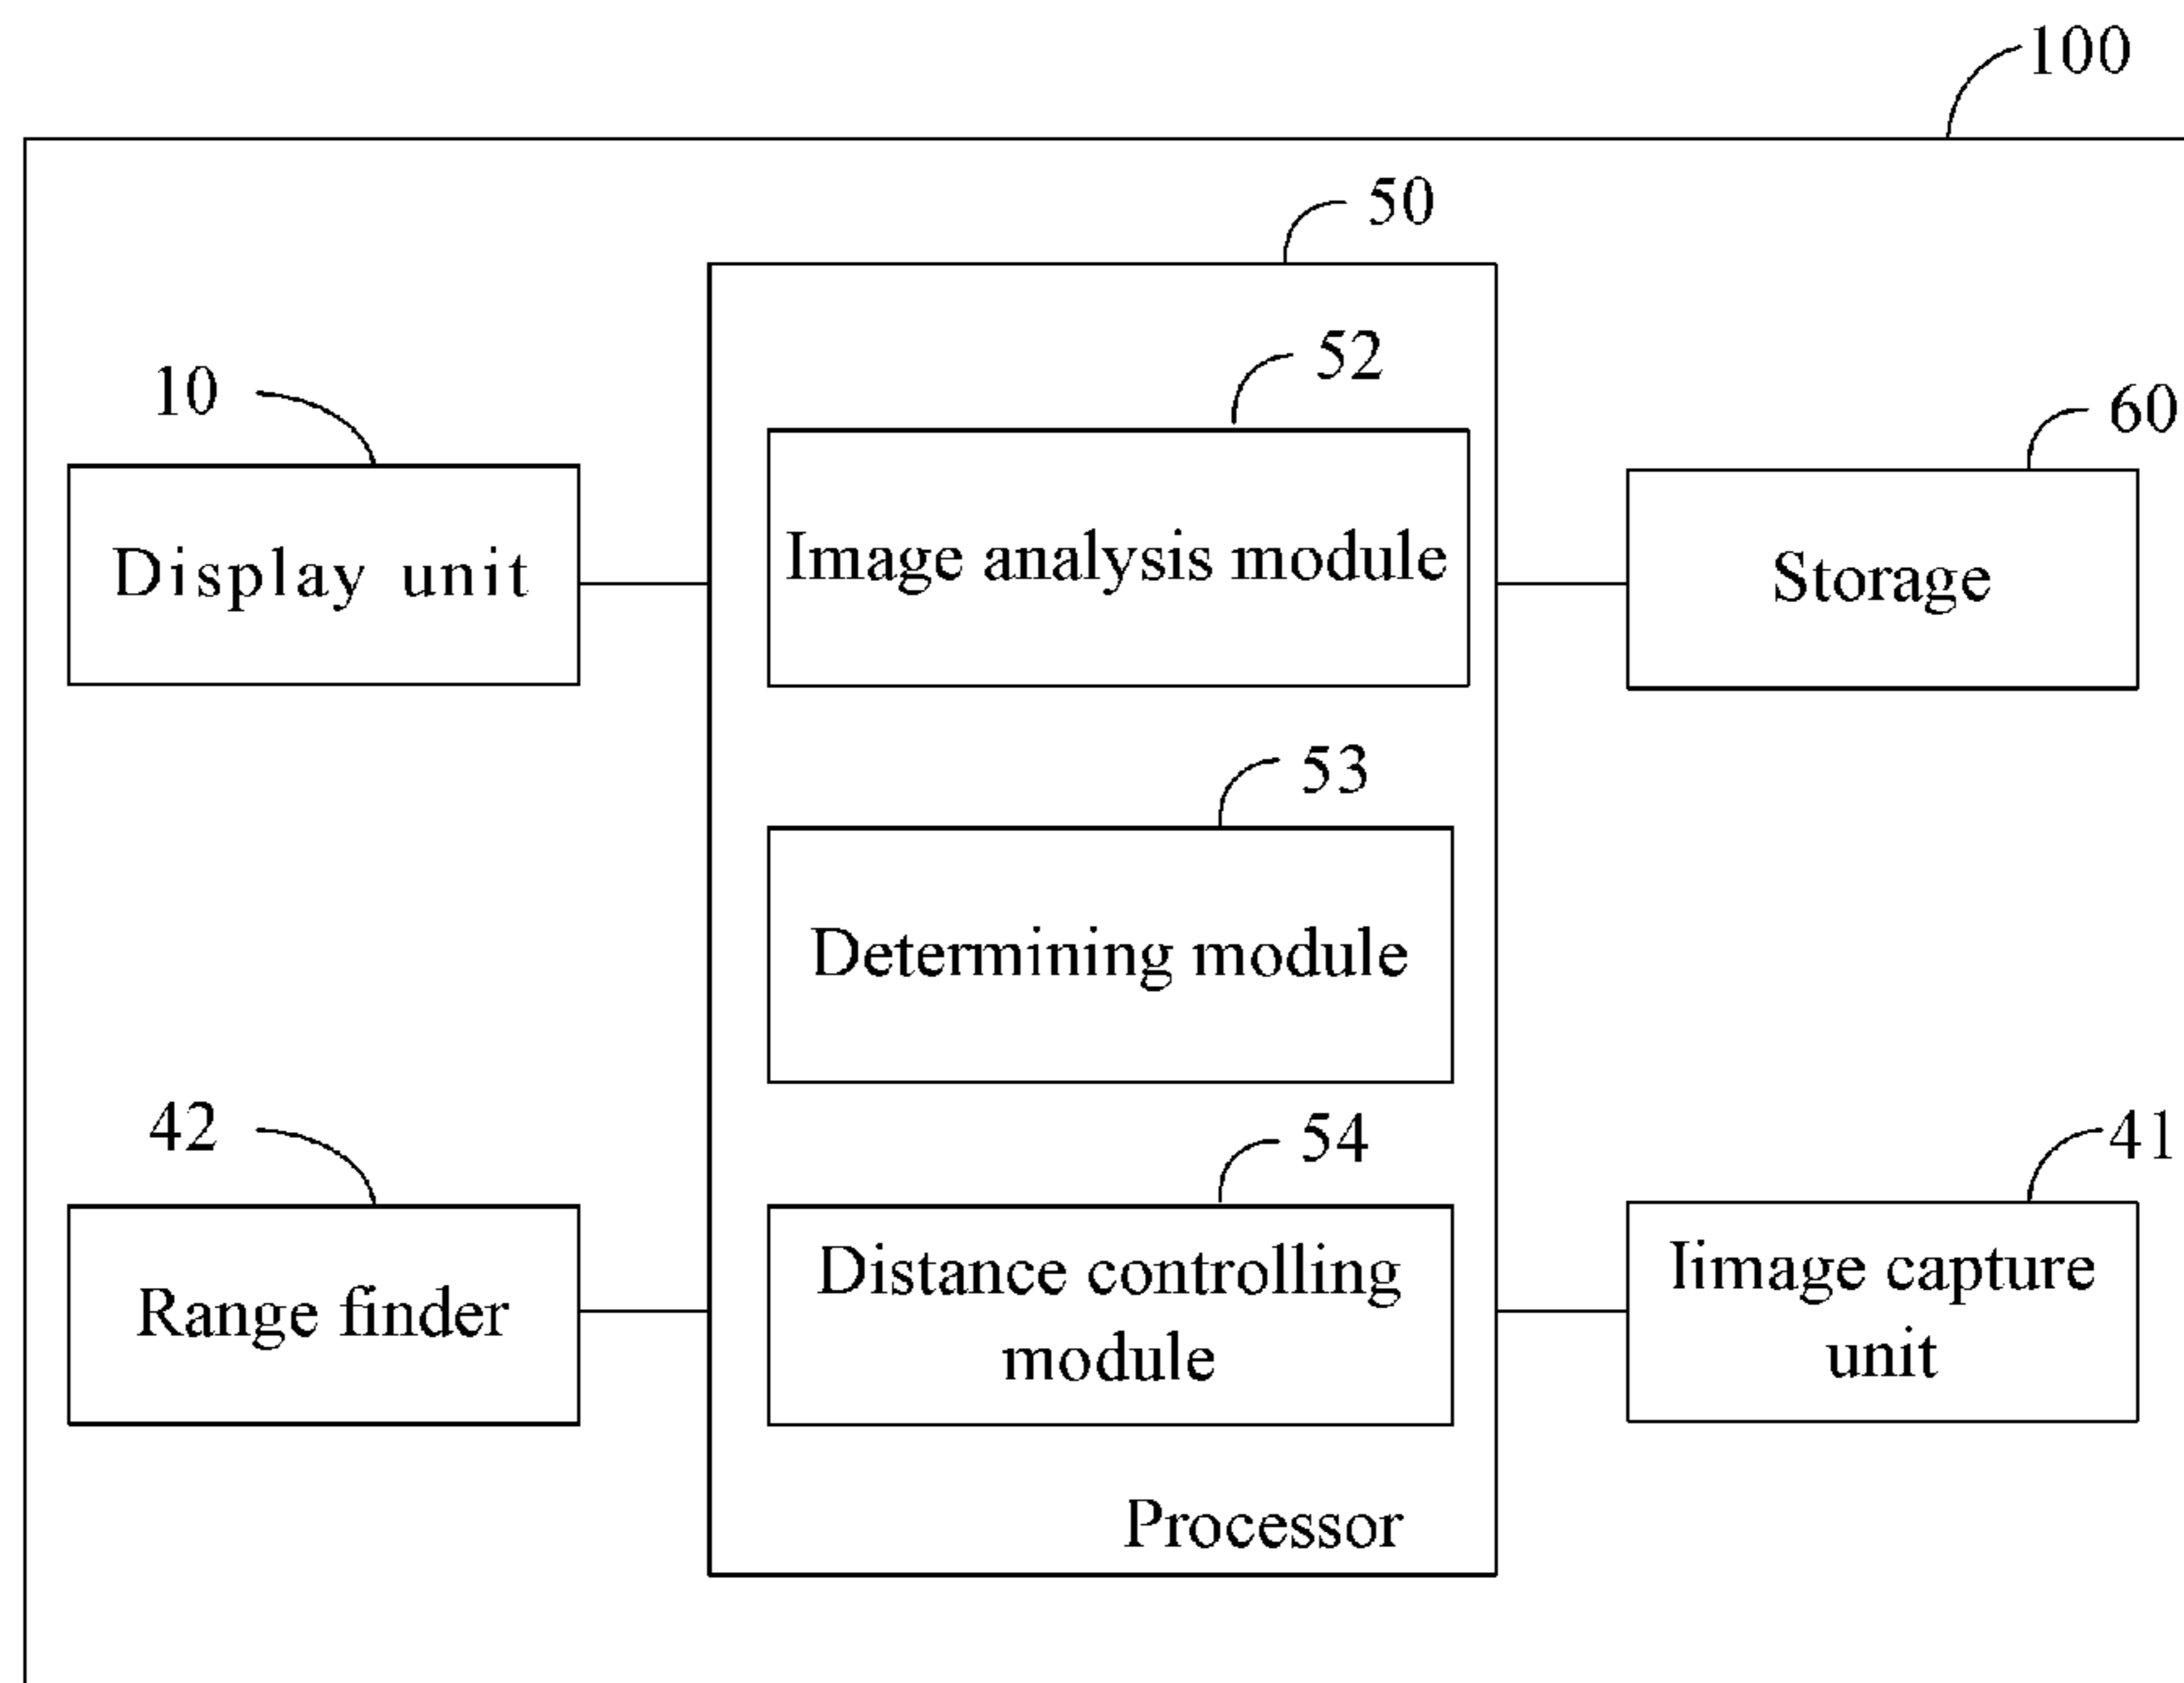 100
50
52
10
60
Display unit
Image analysis module
Storage
53
Determining module
42
54
41
Range finder
Distance controlling
module
Iimage capture
unit
Processor